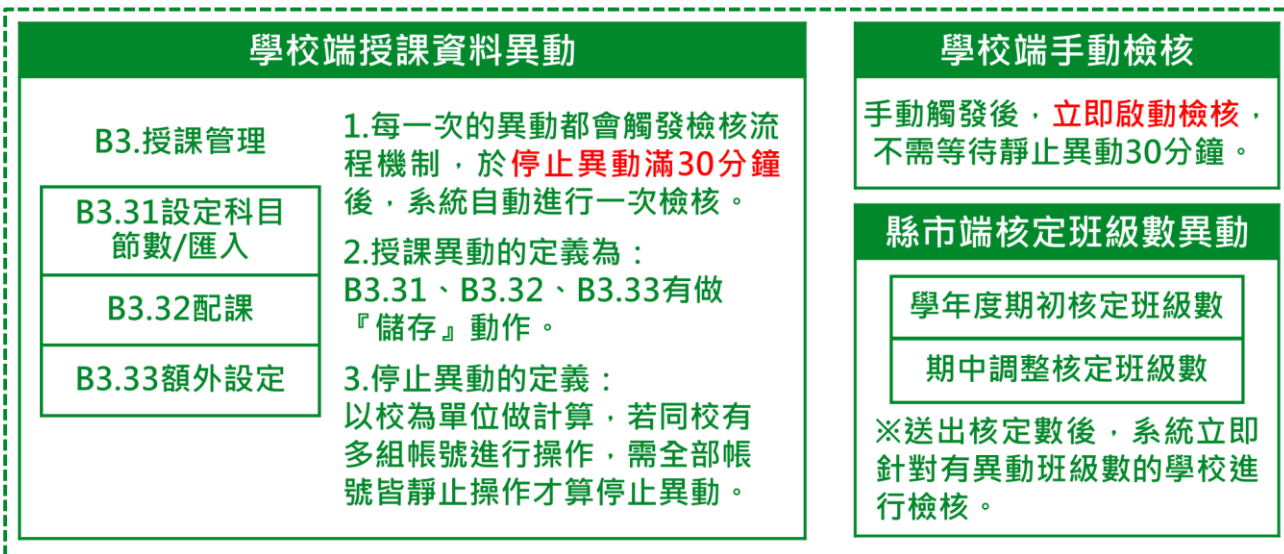 學校端授課資料異動
B3.授課管理
B3.31設定科目
節數/匯入
B3.32配課
B3.33額外設定
1.每一次的異動都會觸發檢核流
程機制，於停止異動滿30分鐘
後，系統自動進行一次檢核。
2.授課異動的定義為：
B3.31、B3.32、B3.33有做
『儲存』動作。
3.停止異動的定義：
以校為單位做計算，若同校有
多組帳號進行操作，需全部帳
號皆靜止操作才算停止異動。
學校端手動檢核
手動觸發後，立即啟動檢核，
不需等待靜止異動30分鐘。
縣市端核定班級數異動
學年度期初核定班級數
期中調整核定班級數
※送出核定數後，系統立即
針對有異動班級數的學校進
行檢核。